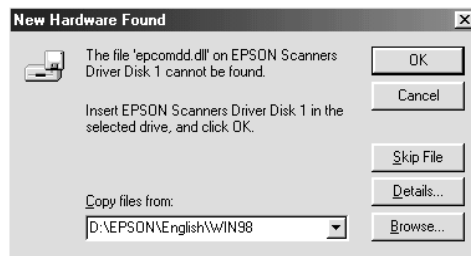 New Hardware Found
The file 'epcomdd.dll' on EPSON Scanners
Driver Disk 1 cannot be found.
Insert EPSON Scanners Driver Disk 1 in the
selected drive, and click OK.
Copy files from:
D:\EPSON\English\WIN98
OK
Cancel
Skip File
Details...
Browse...